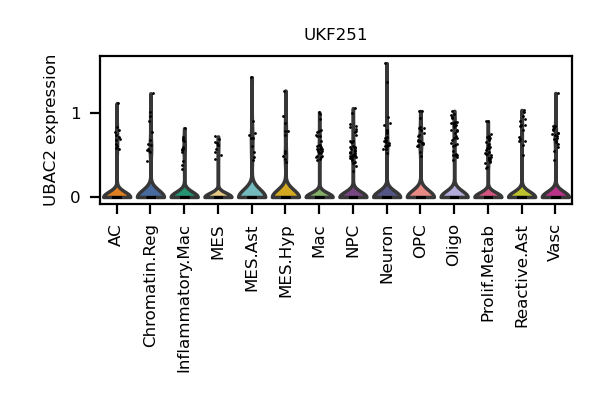 UKF251
UBAC2 expression
1
0
AC
Chromatin.Reg
Inflammatory.Mac
MES
MES.Ast
MES.Hyp
Mac
NPC
Neuron
OPC
Oligo
Prolif.Metab
Reactive.Ast
Vasc